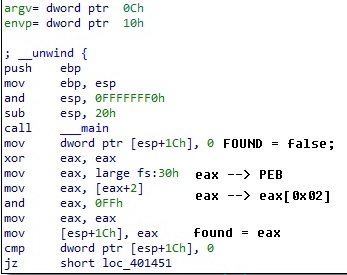 argv= dword ptr  0Ch
envp= dword ptr  10h
; __unwind {
push    ebp
mov     ebp, esp
and     esp, 0FFFFFFF0h
sub     esp, 20h
call    ___main
mov     dword ptr [esp+1Ch], 0 FOUND = false;
xor     eax, eax
mov     eax, large fs:30h  eax --> PEB
mov     eax, [eax+2]  eax --> eax[0x02]
and     eax, 0FFh
mov     eax, eax
mov     [esp+1Ch], eax  found = eax
cmp     dword ptr [esp+1Ch], 0
jz      short loc_401451